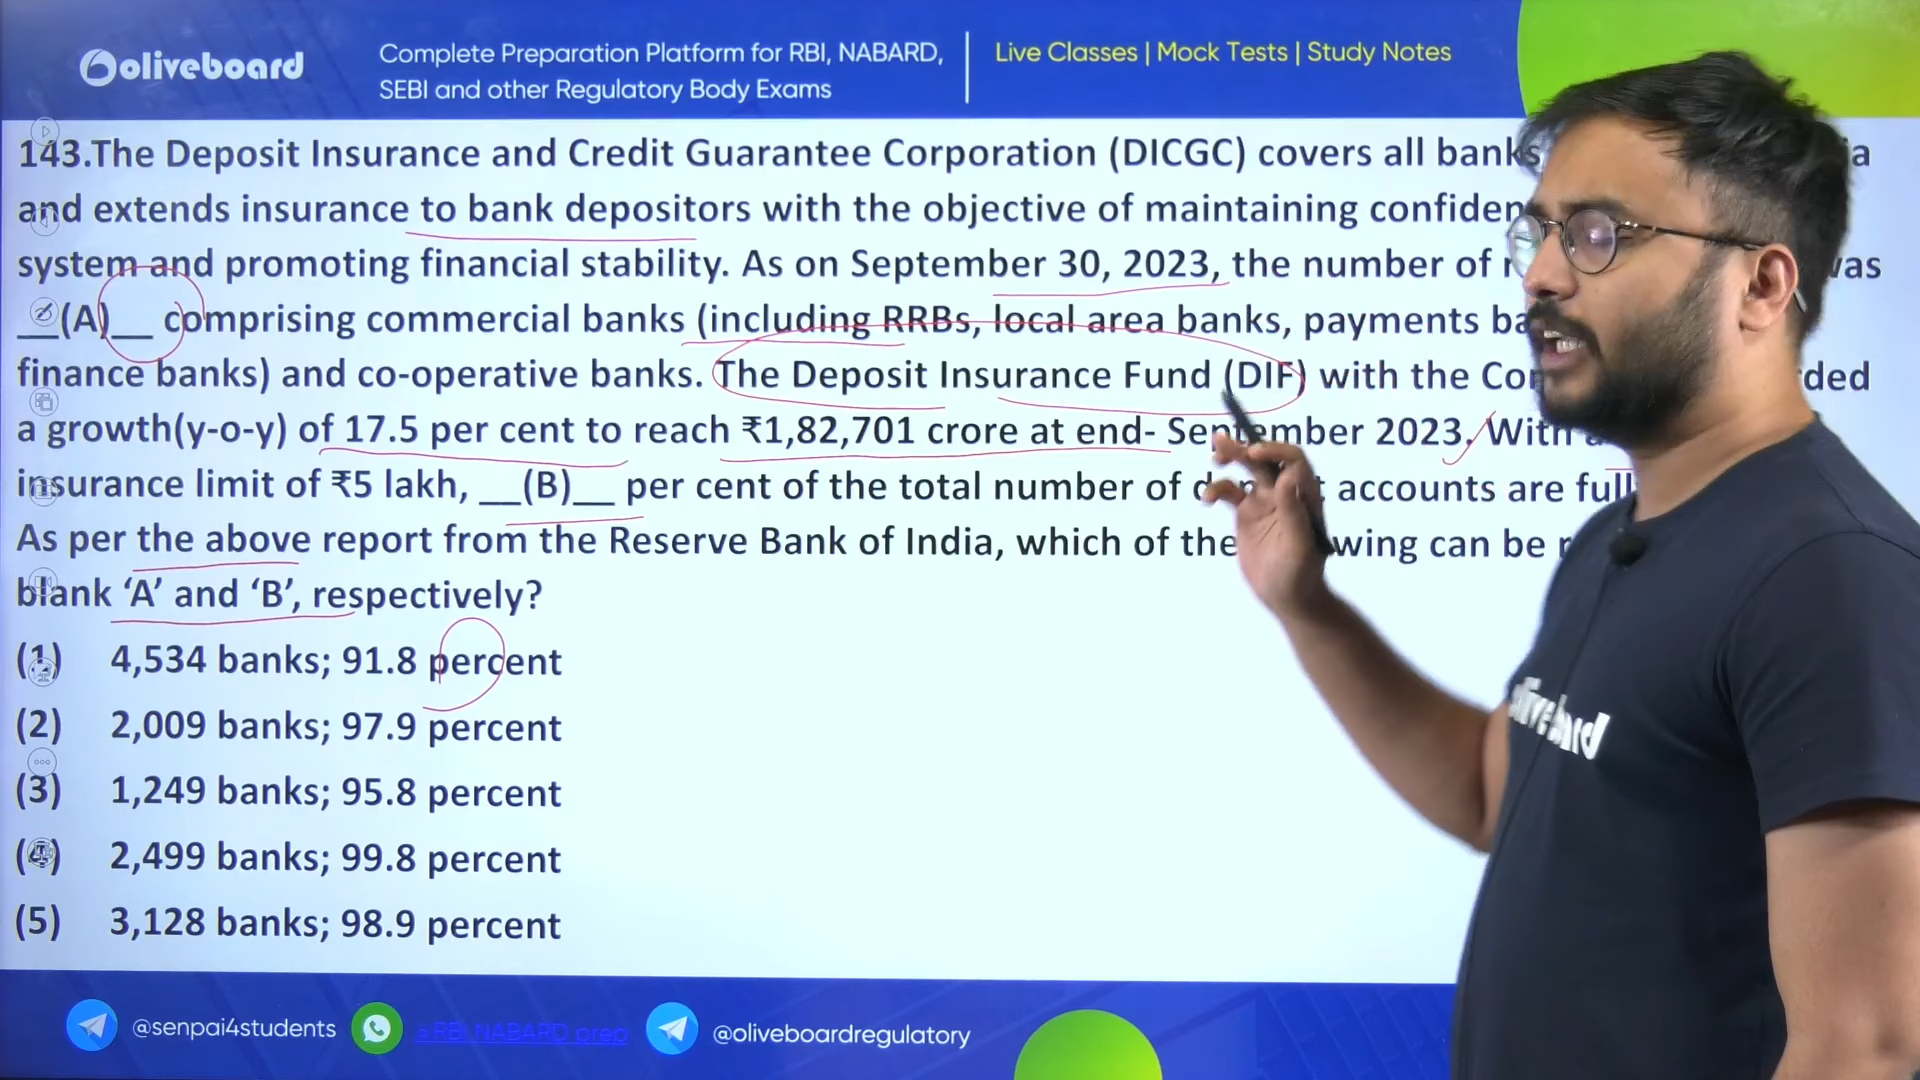 oliveboard
Complete Preparation Platform for RBI, NABARD,
SEBI and other Regulatory Body Exams
Live Classes | Mock Tests | Study Notes
143.The Deposit Insurance and Credit Guarantee Corporation (DICGC) covers all banks
and extends insurance to bank depositors with the objective of maintaining
system and promoting financial stability. As on September 30, 2023, the number of
__(A)__ comprising commercial banks (including RRBs, local area banks, payments
finance banks) and co-operative banks. The Deposit Insurance Fund (DIF) with the
a growth(y-o-y) of 17.5 per cent to reach ₹1,82,701 crore at end- September 2023. With
insurance limit of ₹5 lakh, __(B)__ per cent of the total number of accounts are
As per the above report from the Reserve Bank of India, which of the can be
blank ‘A’ and ‘B’, respectively?
(1) 4,534 banks; 91.8 percent
(2) 2,009 banks; 97.9 percent
(3) 1,249 banks; 95.8 percent
(4) 2,499 banks; 99.8 percent
(5) 3,128 banks; 98.9 percent
@senpai4students
@RBI NABARD prep
@oliveboardregulatory
oliveboard